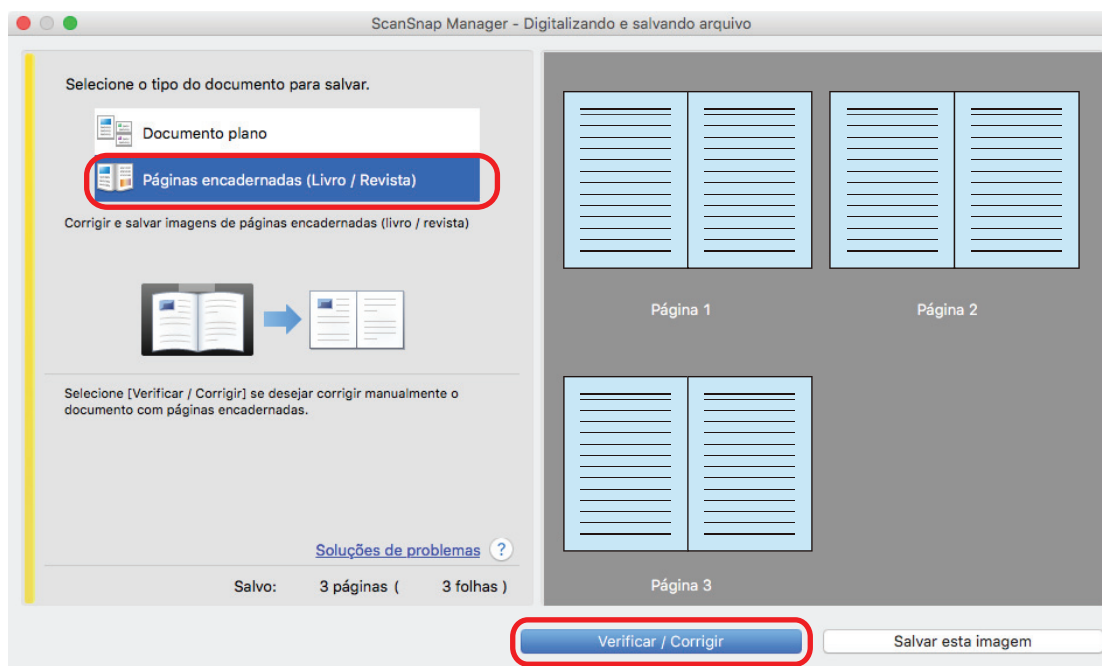 ScanSnap Manager - Digitalizando e salvando arquivo
Selecione o tipo do documento para salvar.
Documento plano
Páginas encadernadas (Livro / Revista)
Corrigir e salvar imagens de páginas encadernadas (livro / revista)
Selecione [Verificar / Corrigir] se desejar corrigir manualmente o
documento com páginas encadernadas.
Soluções de problemas ?
Salvo: 3 páginas ( 3 folhas )
Página 1
Página 2
Página 3
Verificar / Corrigir
Salvar esta imagem